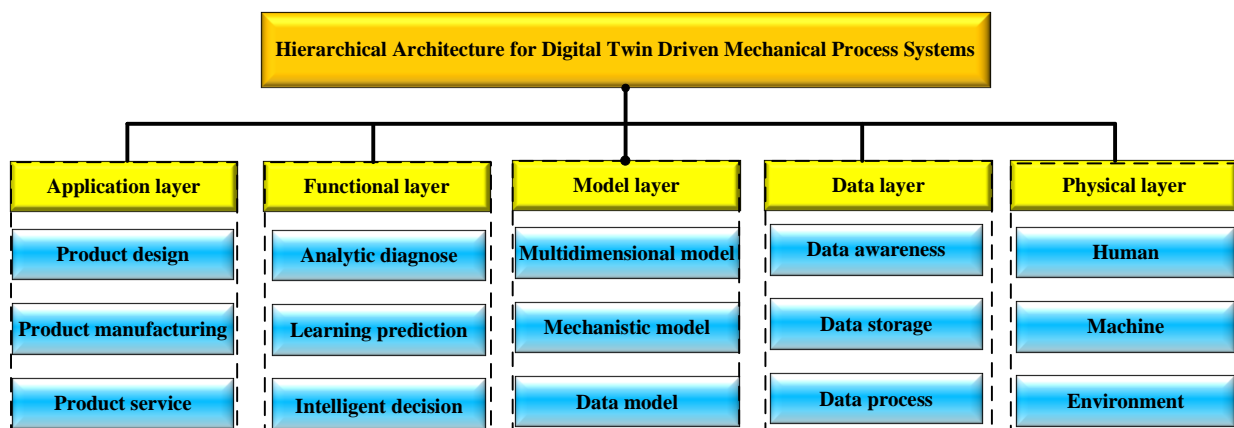 Hierarchical Architecture for Digital Twin Driven Mechanical Process Systems
Application layer
Product design
Product manufacturing
Product service
Functional layer
Analytic diagnose
Learning prediction
Intelligent decision
Model layer
Multidimensional model
Mechanistic model
Data model
Data layer
Data awareness
Data storage
Data process
Physical layer
Human
Machine
Environment